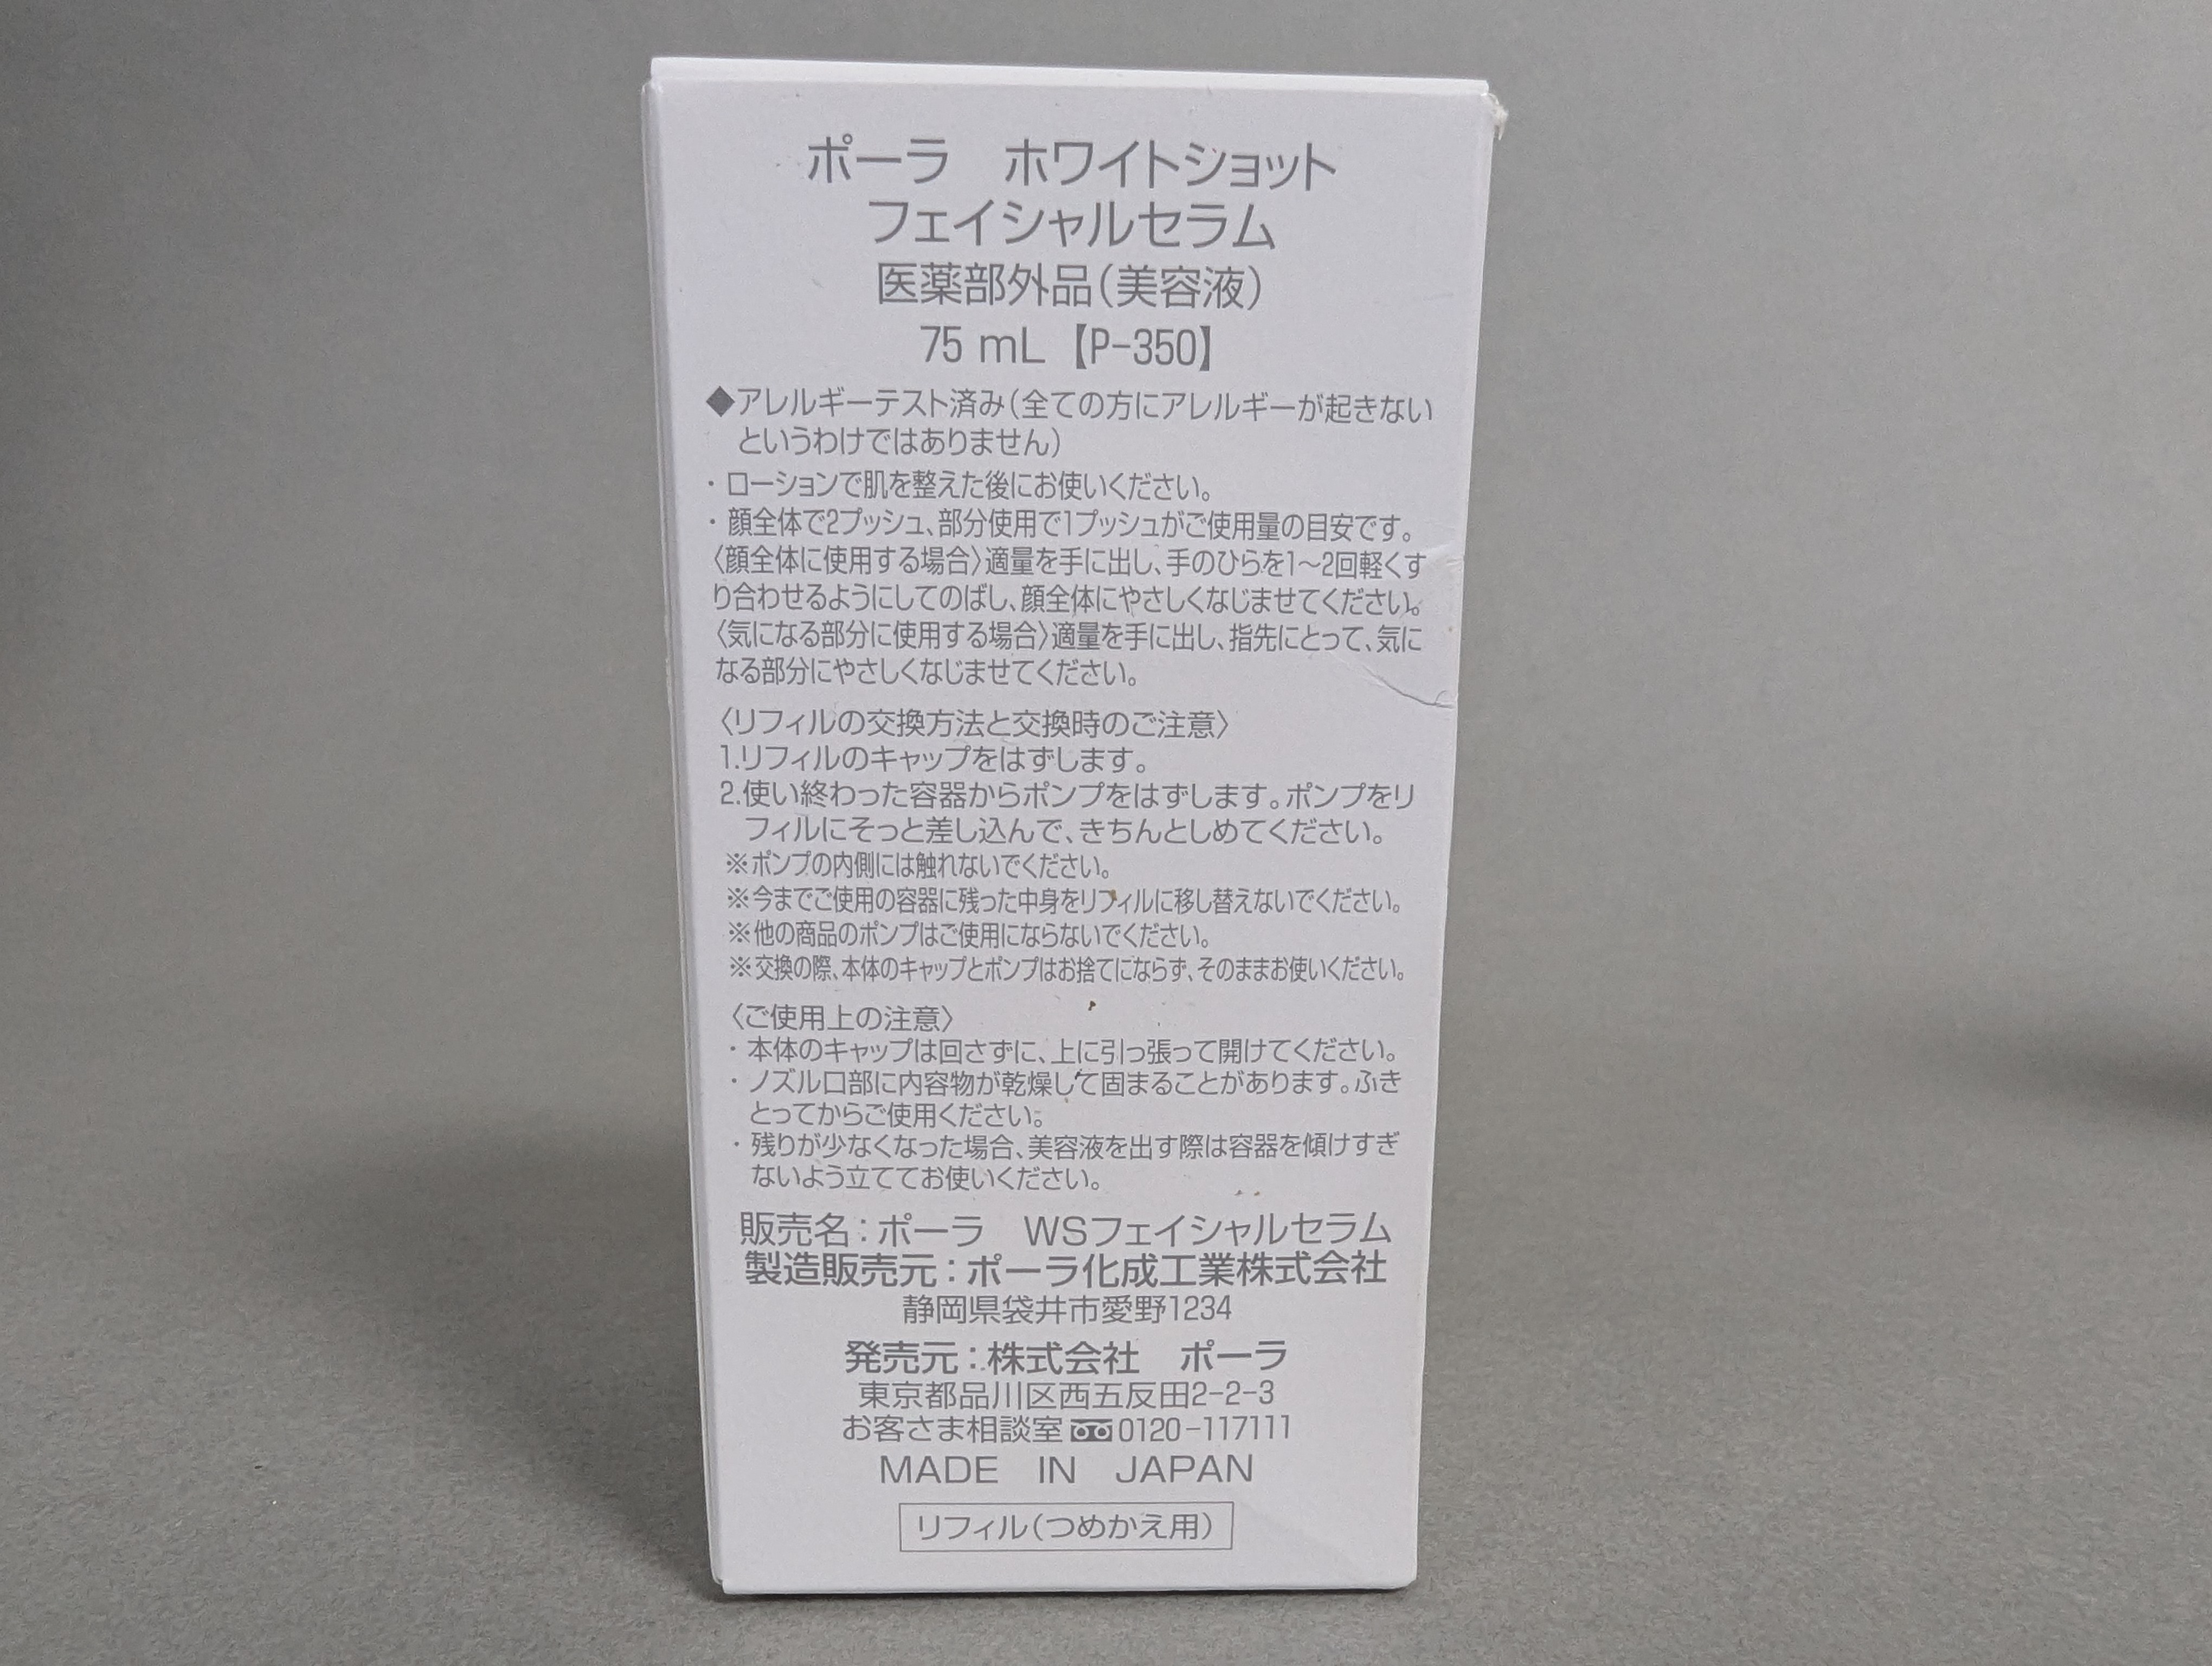 ポーラ　ホワイトショット
フェイシャルセラム
医薬部外品(美容液)
75 mL【P-350】
◆アレルギーテスト済み(全ての方にアレルギーが起きない
というわけではありません)
・ローションで肌を整えた後にお使いください。
・顔全体で2プッシュ、部分使用で1プッシュがご使用量の目安です。
〈顔全体に使用する場合〉適量を手に出し、手のひらを1〜2回軽くす
り合わせるようにしてのばし、顔全体にやさしくなじませてください。
〈気になる部分に使用する場合〉適量を手に出し、指先にとって、気に
なる部分にやさしくなじませてください。
〈リフィルの交換方法と交換時のご注意〉
1.リフィルのキャップをはずします。
2.使い終わった容器からポンプをはずします。ポンプをリ
フィルにそっと差し込んで、きちんとしめてください。
※ポンプの内側には触れないでください。
※今までご使用の容器に残った中身をリフィルに移し替えないでください。
※他の商品のポンプはご使用にならないでください。
※交換の際、本体のキャップとポンプはお捨てにならず、そのままお使いください。
〈ご使用上の注意〉
・本体のキャップは回さずに、上に引っ張って開けてください。
・ノズル口部に内容物が乾燥して固まることがあります。ふき
とってからご使用ください。
・残りが少なくなった場合、美容液を出す際は容器を傾けすぎ
ないよう立ててお使いください。
販売名：ポーラ　WSフェイシャルセラム
製造販売元：ポーラ化成工業株式会社
静岡県袋井市愛野1234
発売元：株式会社　ポーラ
東京都品川区西五反田2-2-3
お客さま相談室 0120-117111
MADE IN JAPAN
リフィル(つめかえ用)